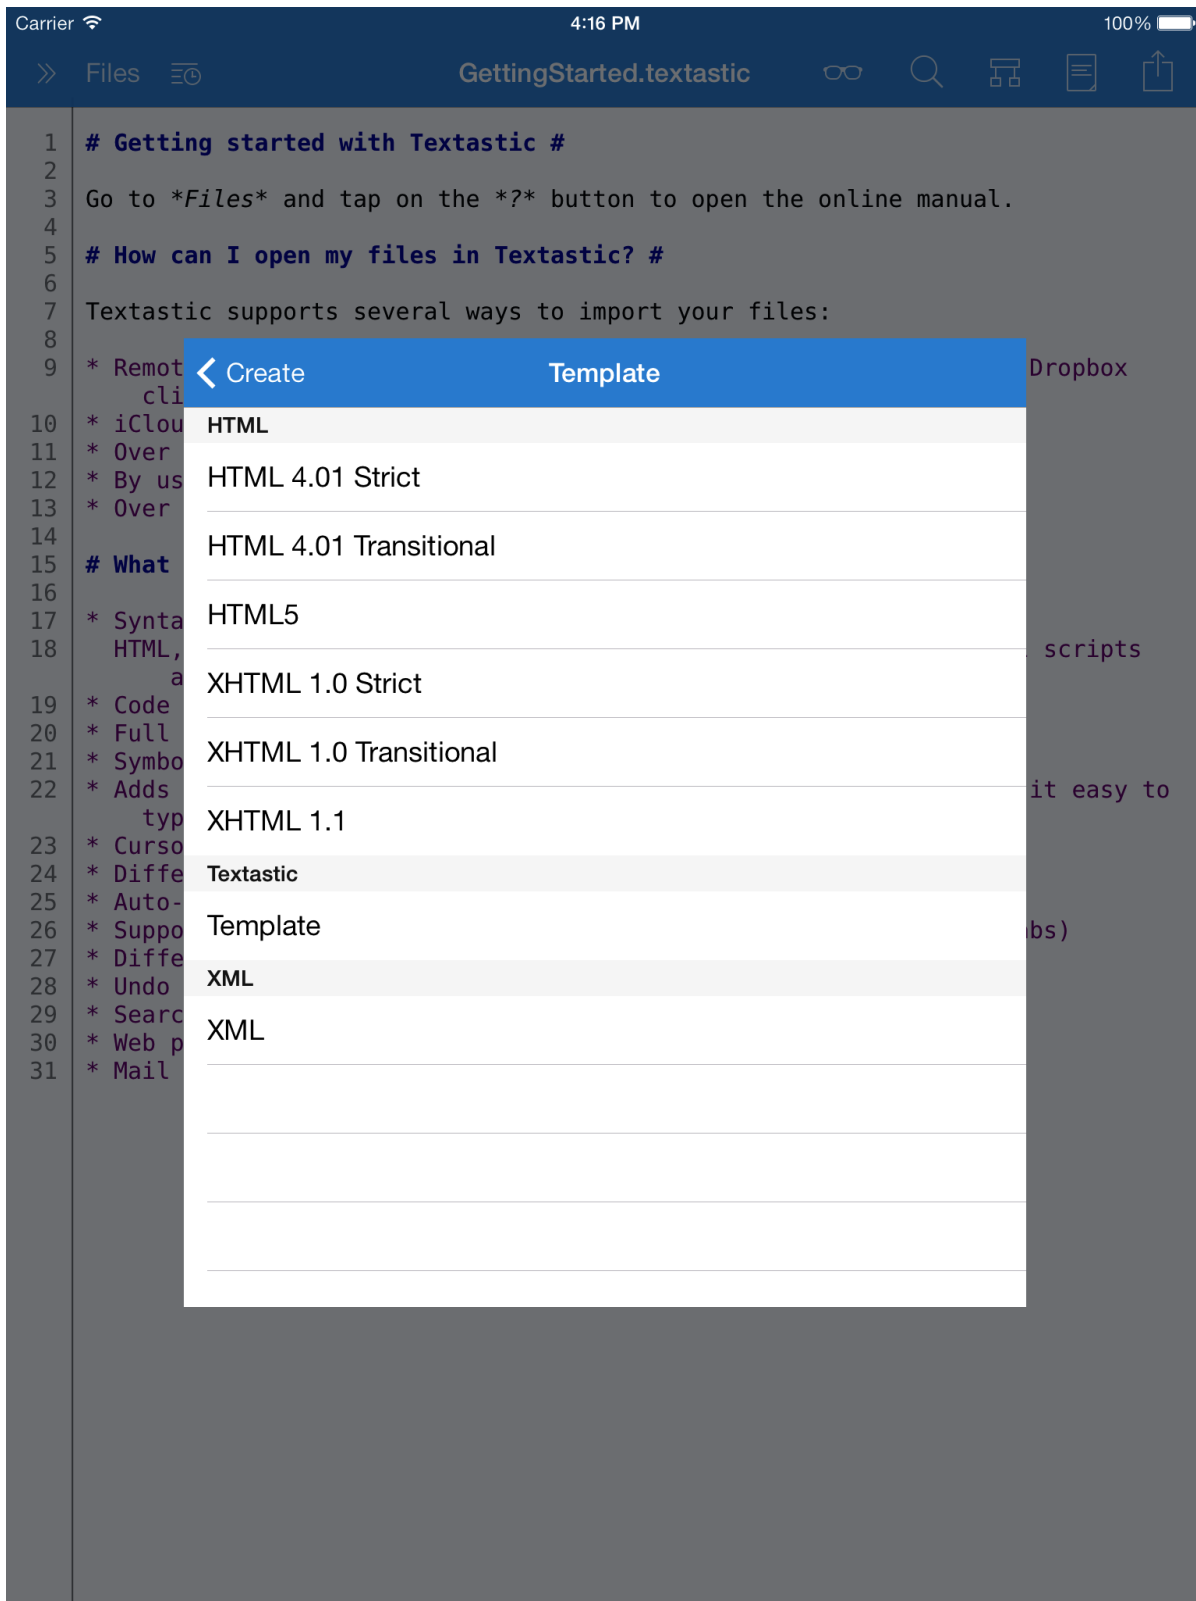 Carrier 4:16 PM 100%
Files GettingStarted.textastic
1 # Getting started with Textastic #
2
3 Go to *Files* and tap on the *?* button to open the online manual.
4
5 # How can I open my files in Textastic? #
6
7 Textastic supports several ways to import your files:
8
9 * Remot Dropbox
cli
10 * iClou
11 * Over
12 * By us
13 * Over
14
15 # What
16
17 * Synta
18 HTML, scripts
a
19 * Code
20 * Full
21 * Symbo
22 * Adds it easy to
typ
23 * Curso
24 * Diffe
25 * Auto-
26 * Suppo bs)
27 * Diffe
28 * Undo
29 * Searc
30 * Web p
31 * Mail
Create Template
HTML
HTML 4.01 Strict
HTML 4.01 Transitional
HTML5
XHTML 1.0 Strict
XHTML 1.0 Transitional
XHTML 1.1
Textastic
Template
XML
XML